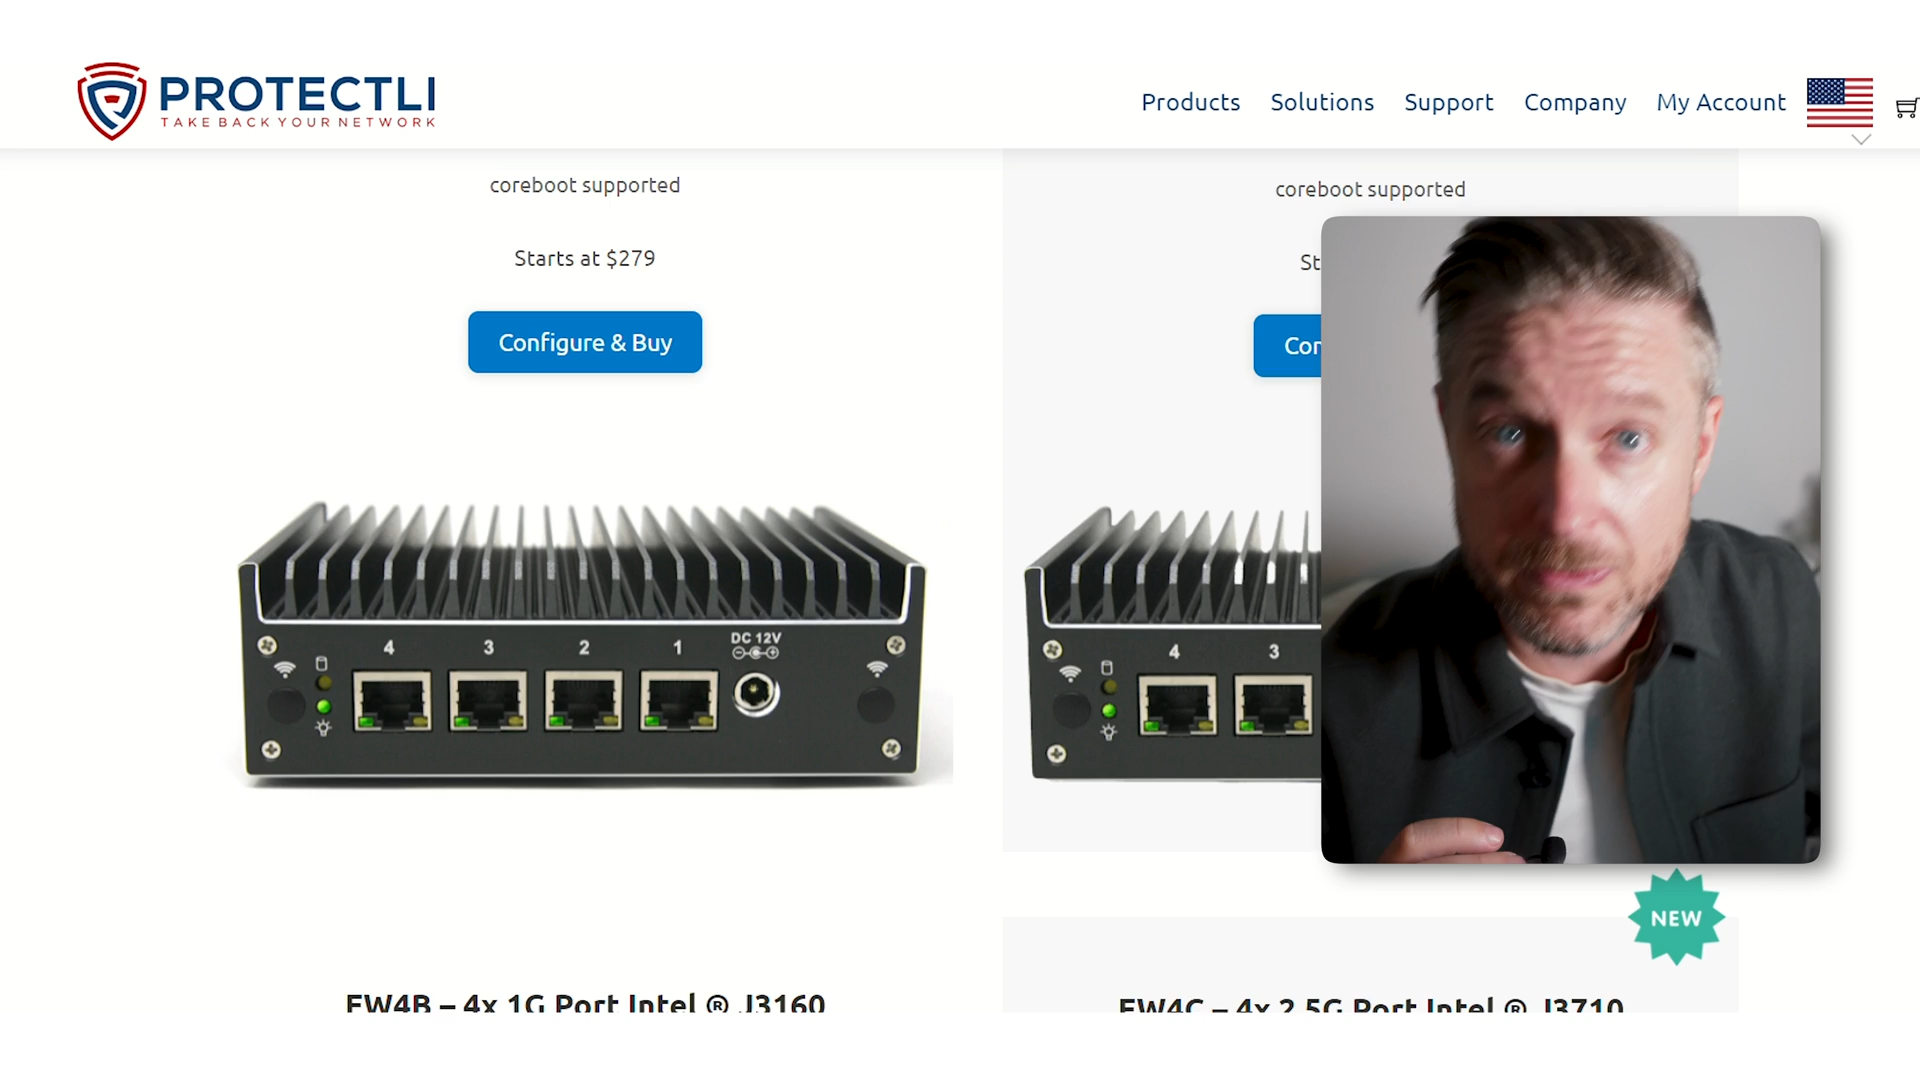 PROTECTLI
TAKE BACK YOUR NETWORK
Products Solutions Support Company My Account
coreboot supported
Starts at $279
Configure & Buy
4 3 2 1 DC 12V
coreboot supported
St
Cor
4 3
NEW
FW4B – 4x 1G Port Intel ® J3160
FW4C – 4x 2.5G Port Intel ® J3710